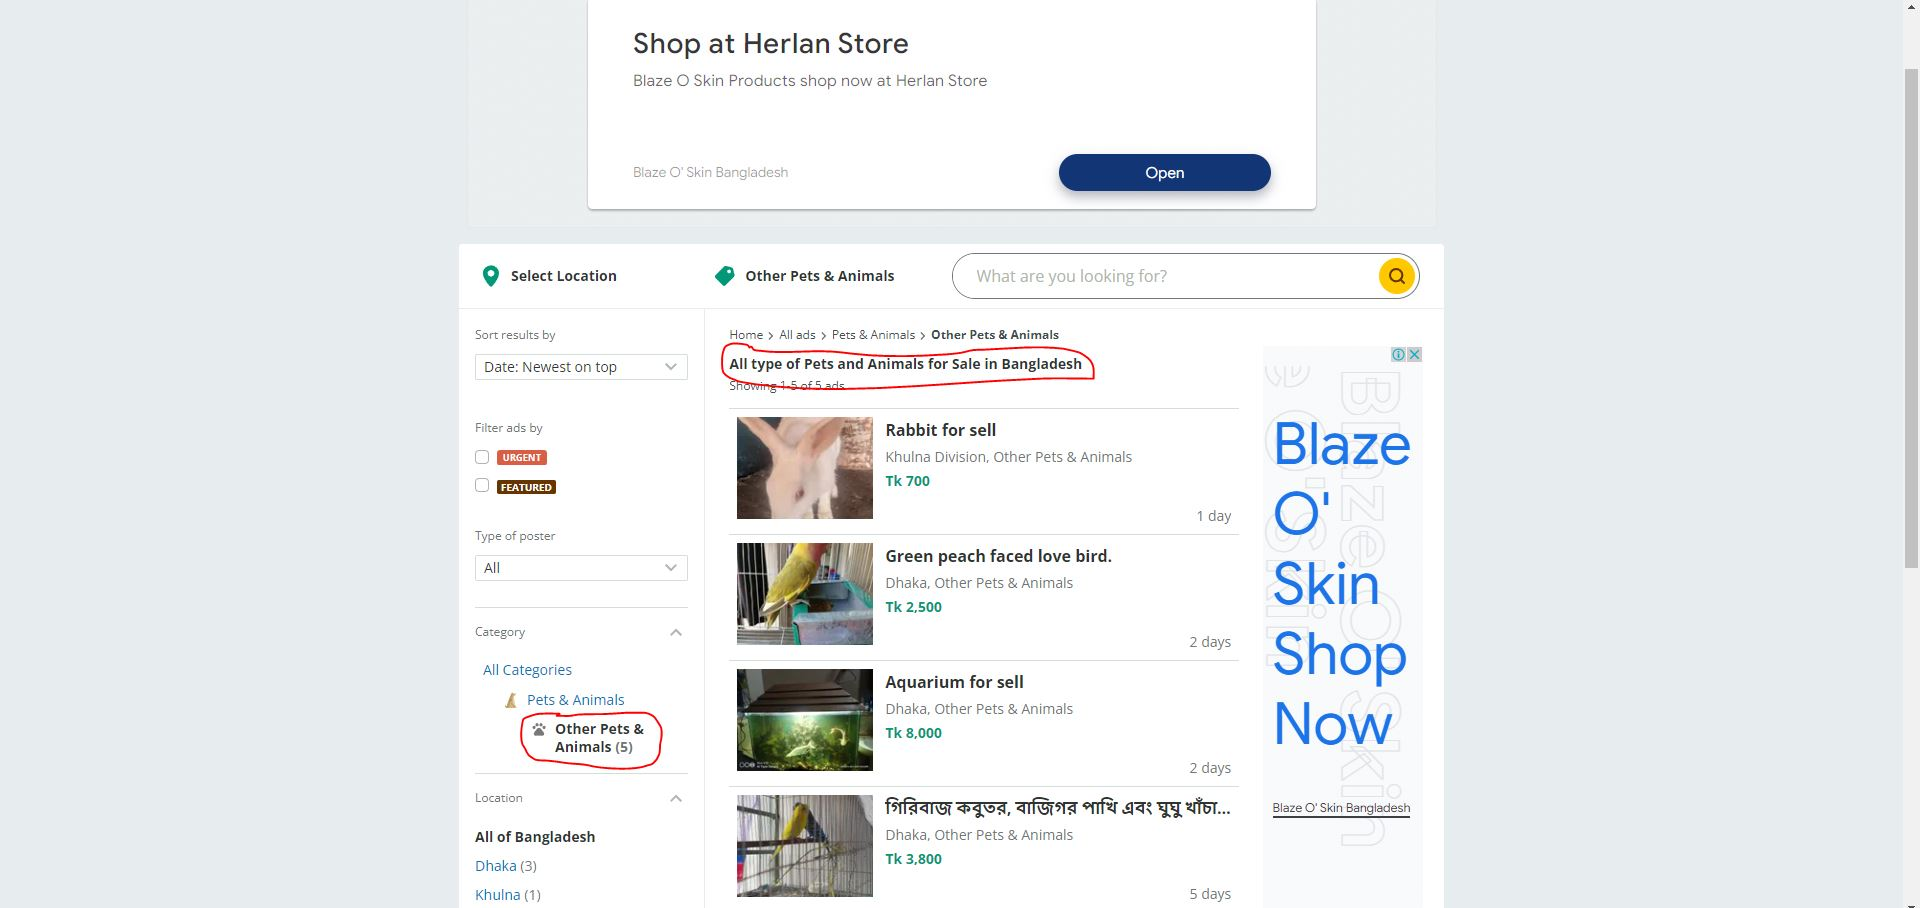 Shop at Herlan Store
Blaze O Skin Products shop now at Herlan Store
Blaze O' Skin Bangladesh
Open
Select Location
Other Pets & Animals
What are you looking for?
Sort results by
Date: Newest on top
Filter ads by
URGENT
FEATURED
Type of poster
All
Category
All Categories
Pets & Animals
Other Pets &
Animals (5)
Location
All of Bangladesh
Dhaka (3)
Khulna (1)
Home > All ads > Pets & Animals > Other Pets & Animals
All type of Pets and Animals for Sale in Bangladesh
Showing 1-5 of 5 ads
Rabbit for sell
Khulna Division, Other Pets & Animals
Tk 700
1 day
Green peach faced love bird.
Dhaka, Other Pets & Animals
Tk 2,500
2 days
Aquarium for sell
Dhaka, Other Pets & Animals
Tk 8,000
2 days
গিরিবাজ কবুতর, বাজিগর পাখি এবং ঘুঘু খাঁচা...
Dhaka, Other Pets & Animals
Tk 3,800
5 days
Blaze
O'
Skin
Shop
Now
Blaze O' Skin Bangladesh
Blaze O' Skin